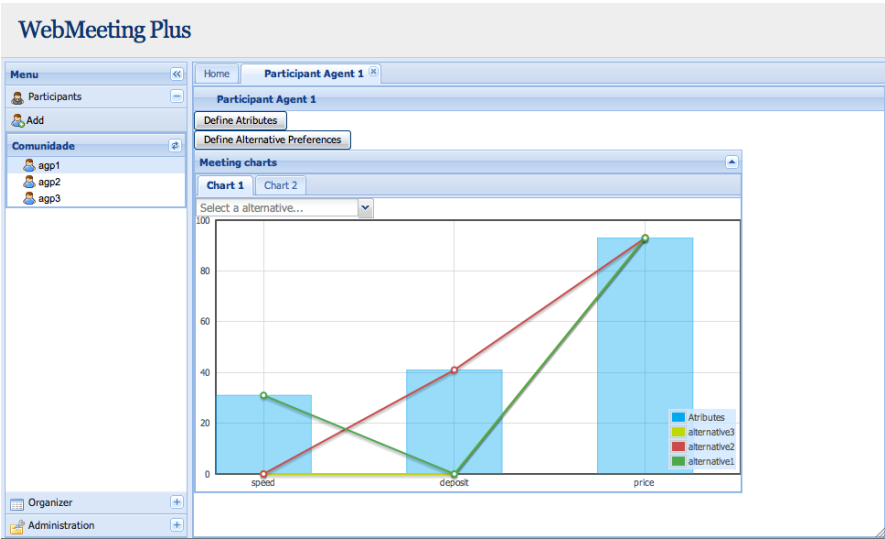 WebMeeting Plus
Menu
Participants
Add
Comunidade
agp1
agp2
agp3
Organizer
Administration
Home Participant Agent 1
Participant Agent 1
Define Atributes
Define Alternative Preferences
Meeting charts
Chart 1 Chart 2
Select a alternative...
100
80
60
40
20
0
speed deposit price
Atributes
alternative3
alternative2
alternative1